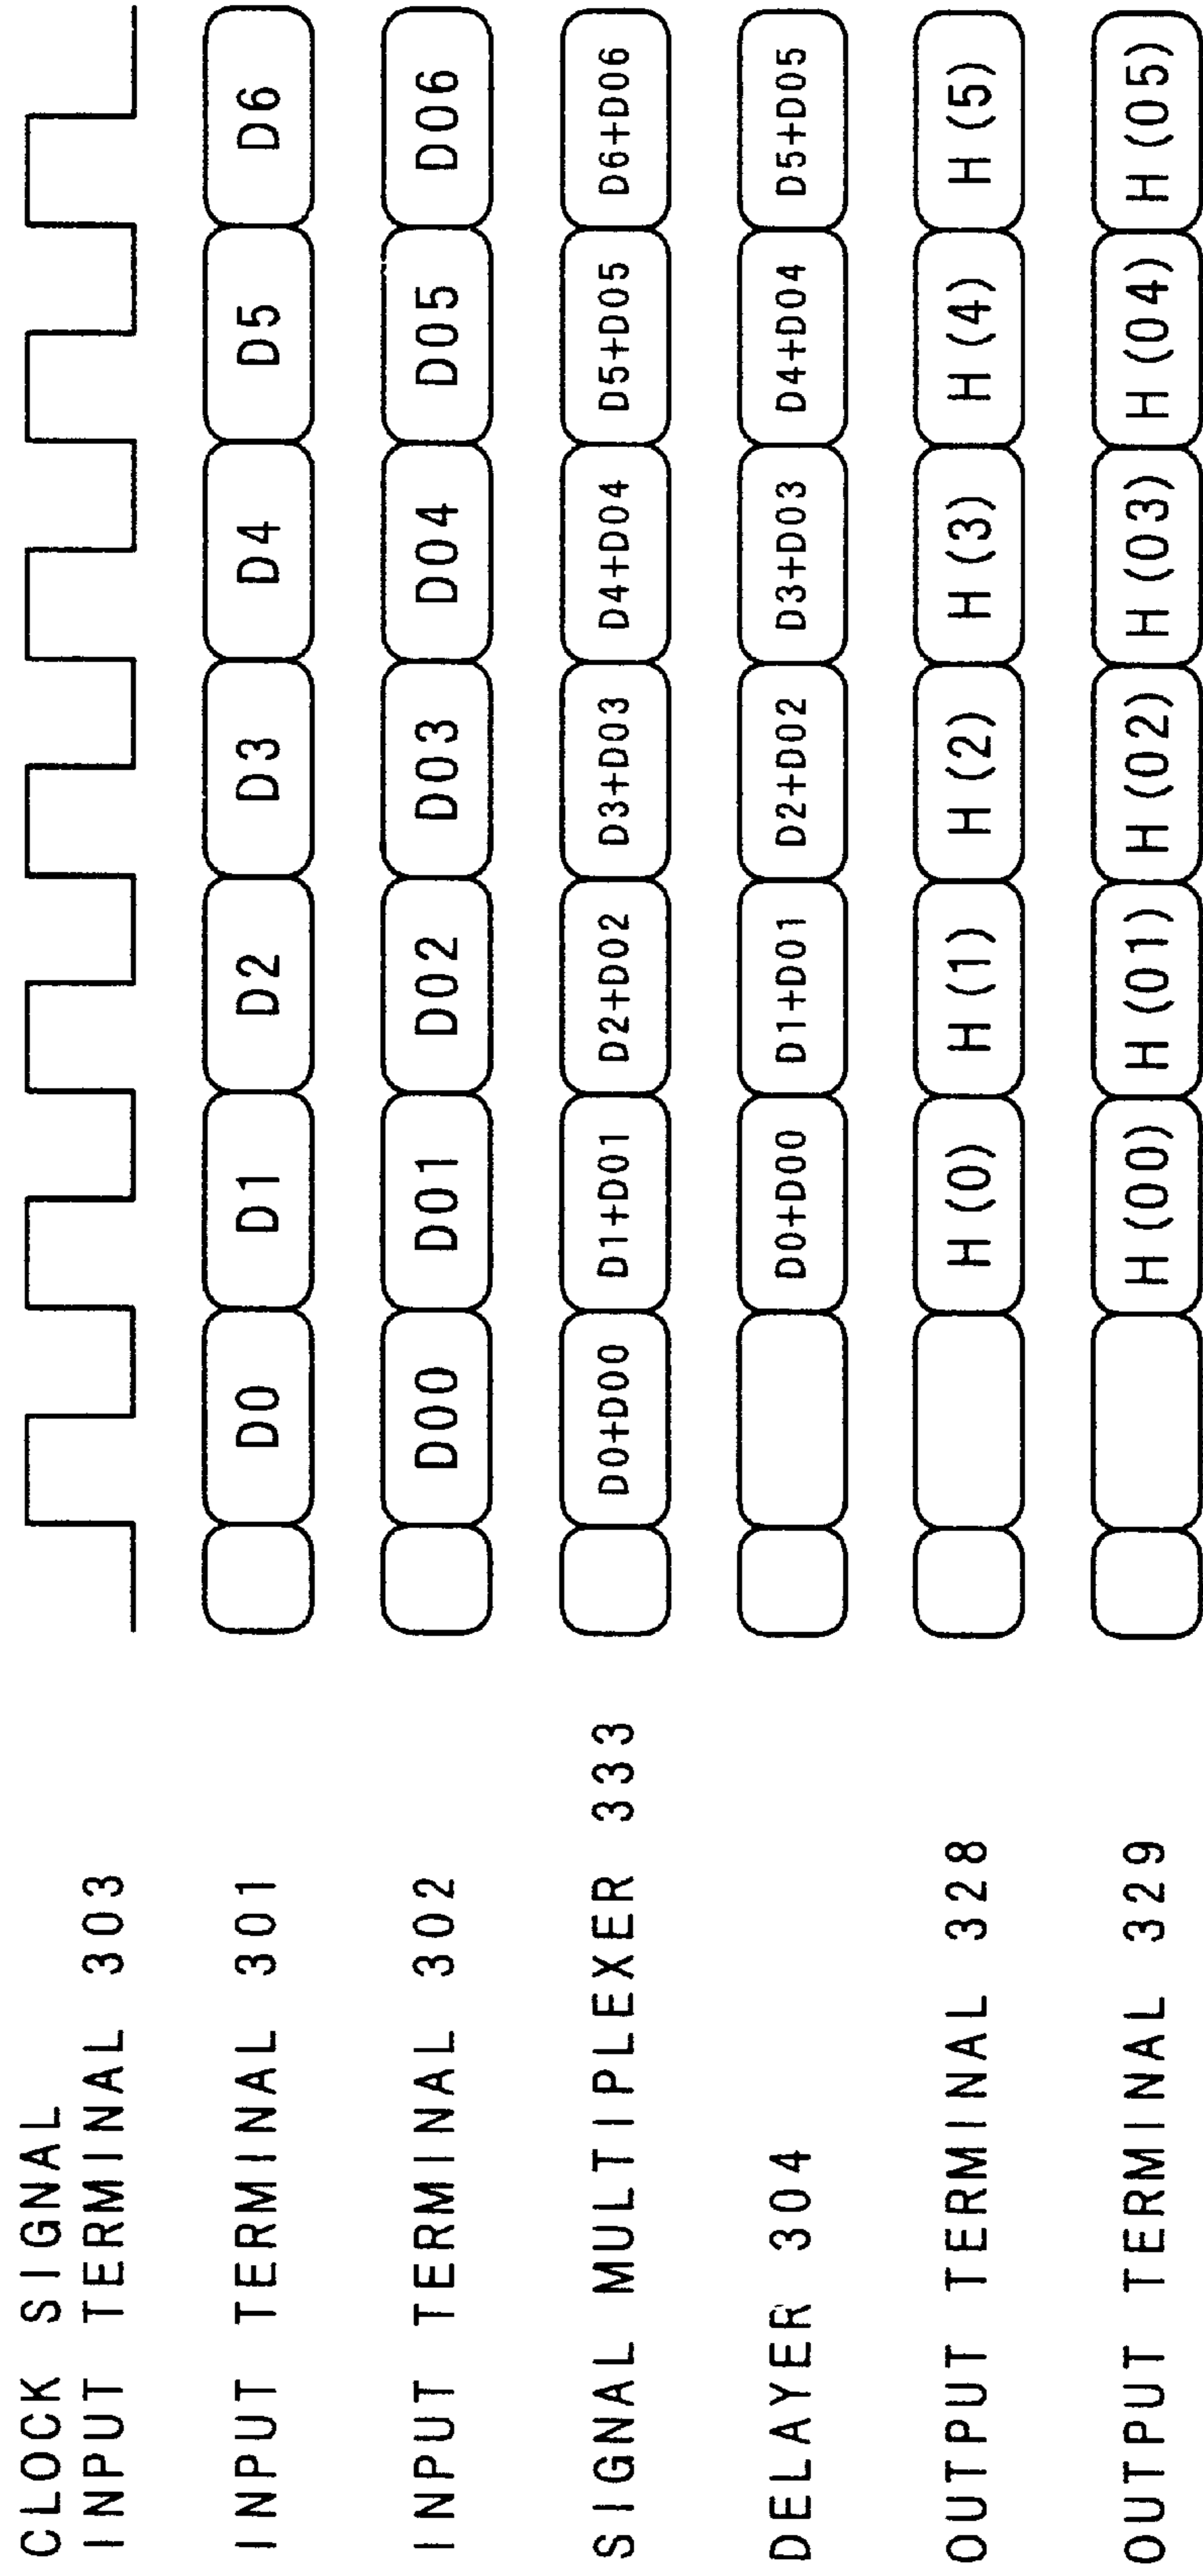 CLOCK SIGNAL
INPUT TERMINAL 303
INPUT TERMINAL 301 D0 D1 D2 D3 D4 D5 D6
INPUT TERMINAL 302 D00 D01 D02 D03 D04 D05 D06
SIGNAL MULTIPLEXER 333 D0+D00 D1+D01 D2+D02 D3+D03 D4+D04 D5+D05 D6+D06
DELAYER 304 D0+D00 D1+D01 D2+D02 D3+D03 D4+D04 D5+D05
OUTPUT TERMINAL 328 H(0) H(1) H(2) H(3) H(4) H(5)
OUTPUT TERMINAL 329 H(00) H(01) H(02) H(03) H(04) H(05)